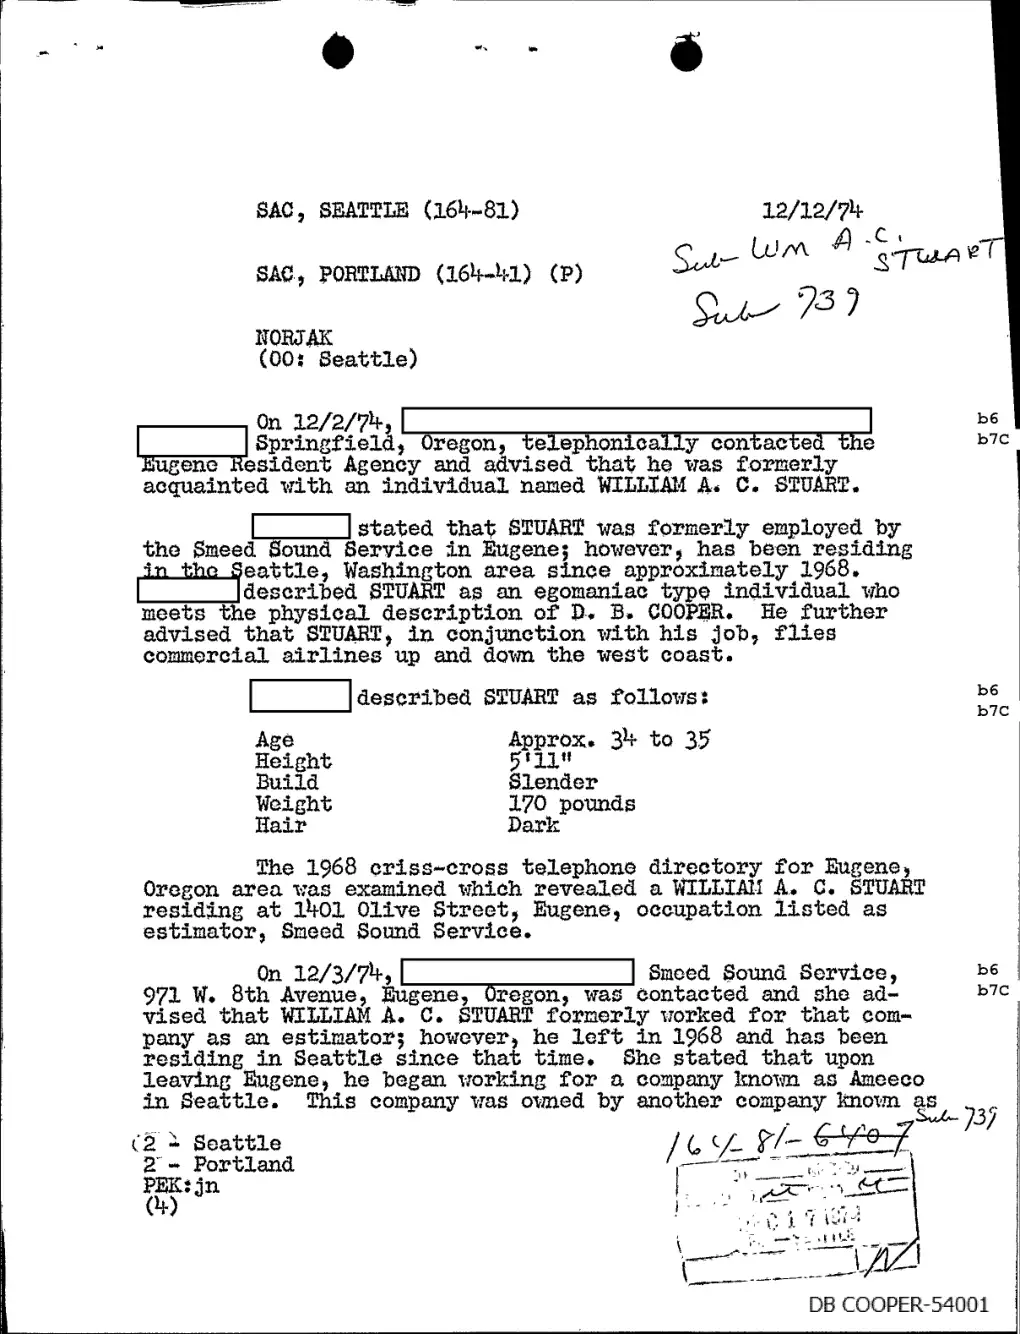 SAC, SEATTLE (164-81) 12/12/74
Sub- WM A.C. STUART
SAC, PORTLAND (164-41) (P)
Sub 739
NORJAK
(OO: Seattle)
On 12/2/74,
b6
b7C
Springfield, Oregon, telephonically contacted the
Eugene Resident Agency and advised that he was formerly
acquainted with an individual named WILLIAM A. C. STUART.
stated that STUART was formerly employed by
the Smeed Sound Service in Eugene; however, has been residing
in the Seattle, Washington area since approximately 1968.
described STUART as an egomaniac type individual who
meets the physical description of D. B. COOPER. He further
advised that STUART, in conjunction with his job, flies
commercial airlines up and down the west coast.
described STUART as follows:
b6
b7C
Age Approx. 34 to 35
Height 5'11"
Build Slender
Weight 170 pounds
Hair Dark
The 1968 criss-cross telephone directory for Eugene,
Oregon area was examined which revealed a WILLIAM A. C. STUART
residing at 1401 Olive Street, Eugene, occupation listed as
estimator, Smeed Sound Service.
On 12/3/74, Smeed Sound Service,
b6
b7C
971 W. 8th Avenue, Eugene, Oregon, was contacted and she ad-
vised that WILLIAM A. C. STUART formerly worked for that com-
pany as an estimator; however, he left in 1968 and has been
residing in Seattle since that time. She stated that upon
leaving Eugene, he began working for a company known as Ameeco
in Seattle. This company was owned by another company known as
Sub- 739
2 - Seattle
2 - Portland
PEK:jn
(4)
164-81-6407
DB COOPER-54001